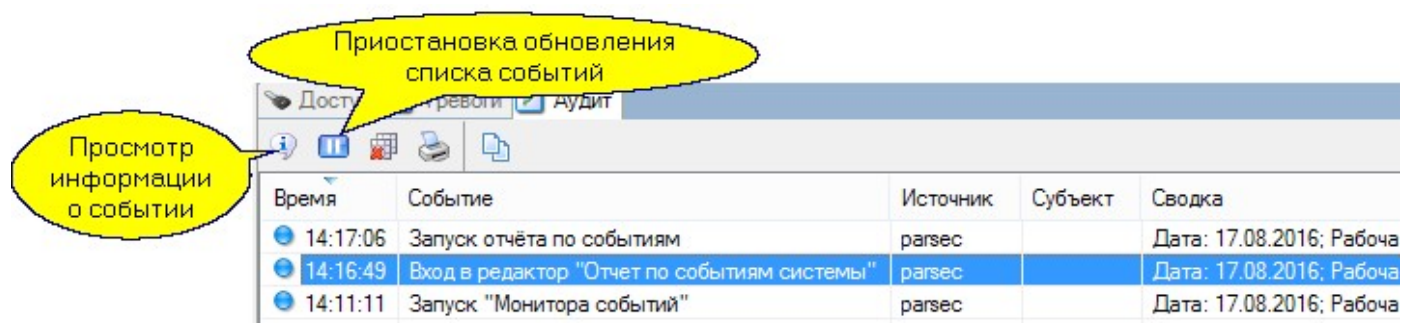 Приостановка обновления
списка событий
Просмотр
информации
о событии
Аудит
Время Событие Источник Субъект Сводка
14:17:06 Запуск отчёта по событиям parsec Дата: 17.08.2016; Рабоча
14:16:49 Вход в редактор "Отчет по событиям системы" parsec Дата: 17.08.2016; Рабоча
14:11:11 Запуск "Монитора событий" parsec Дата: 17.08.2016; Рабоча